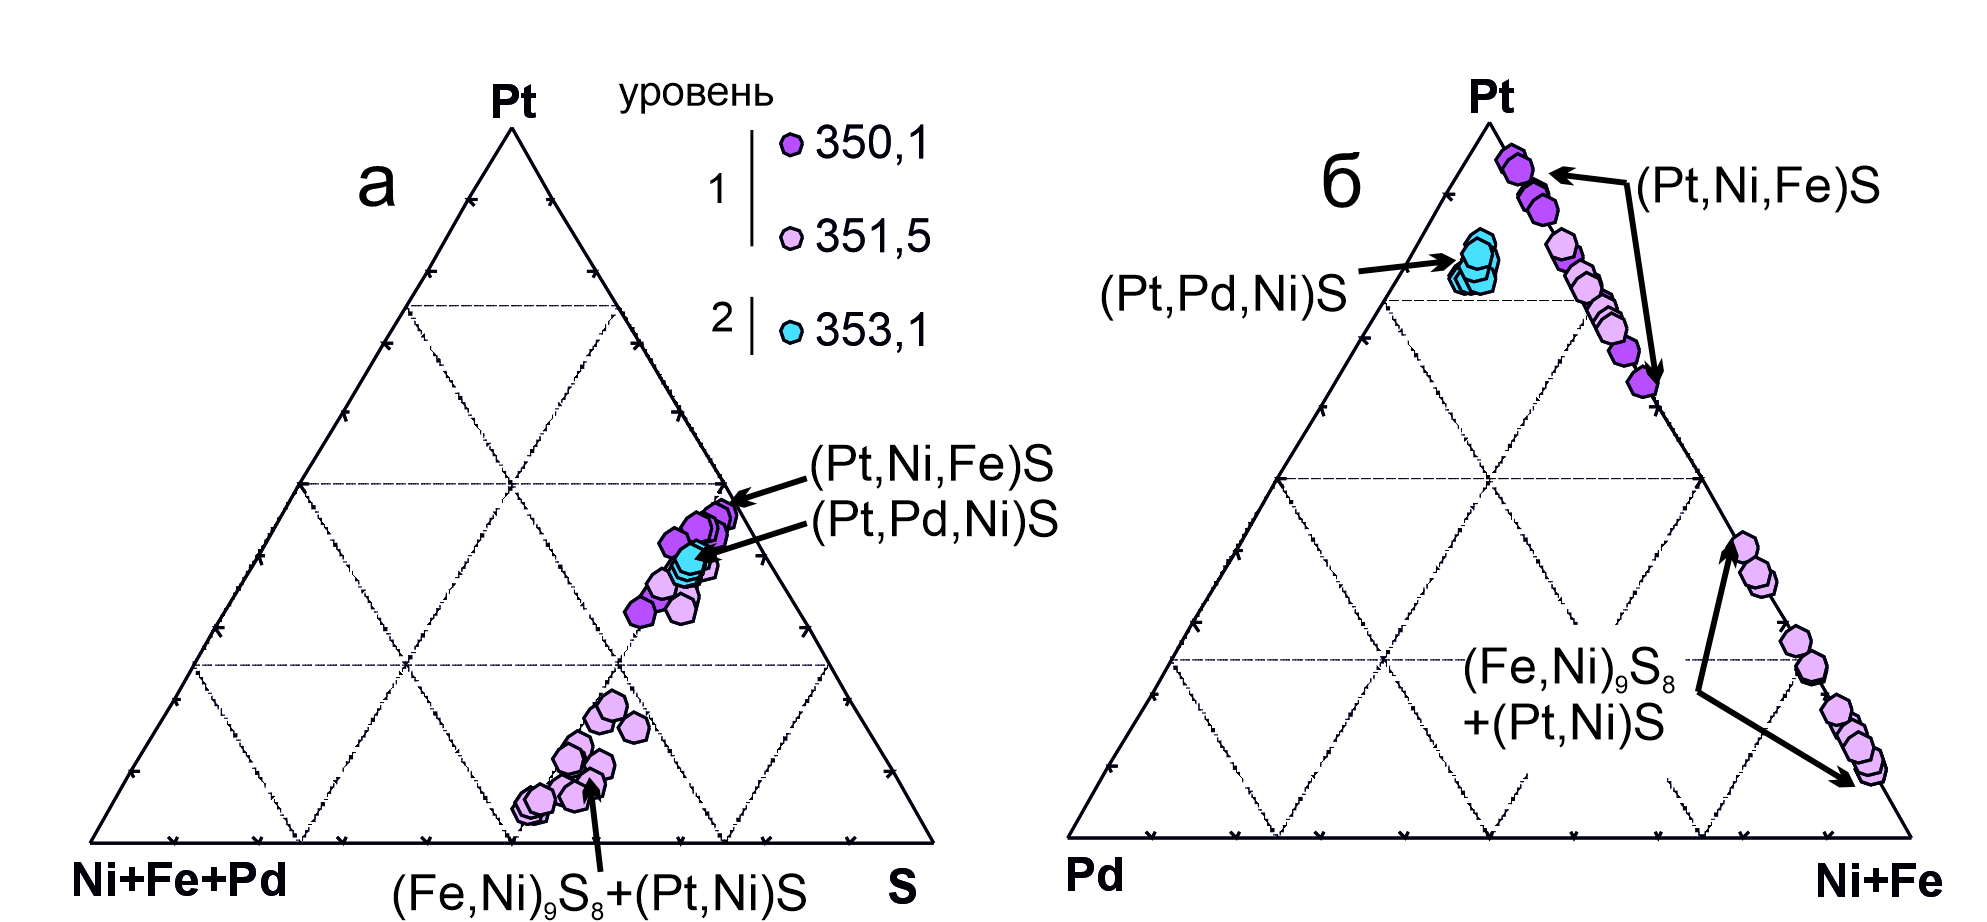 Pt
уровень
а
1
350,1
351,5
2
353,1
(Pt,Ni,Fe)S
(Pt,Pd,Ni)S
Ni+Fe+Pd
S
(Fe,Ni)₉S₈+(Pt,Ni)S
Pt
б
(Pt,Ni,Fe)S
(Pt,Pd,Ni)S
(Fe,Ni)₉S₈
+(Pt,Ni)S
Pd
Ni+Fe